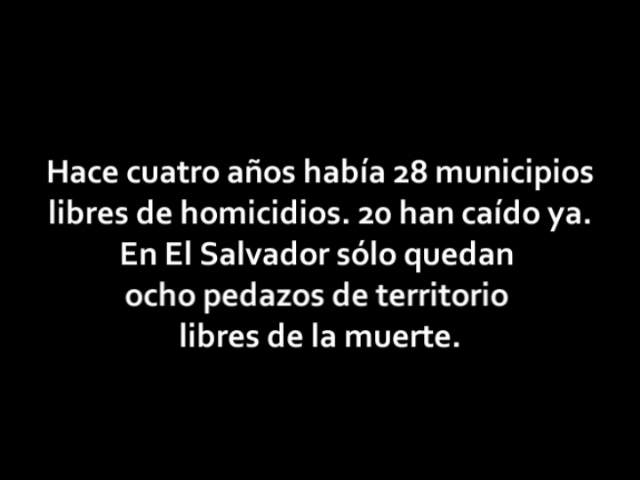 Hace cuatro años había 28 municipios
libres de homicidios. 20 han caído ya.
En El Salvador sólo quedan
ocho pedazos de territorio
libres de la muerte.